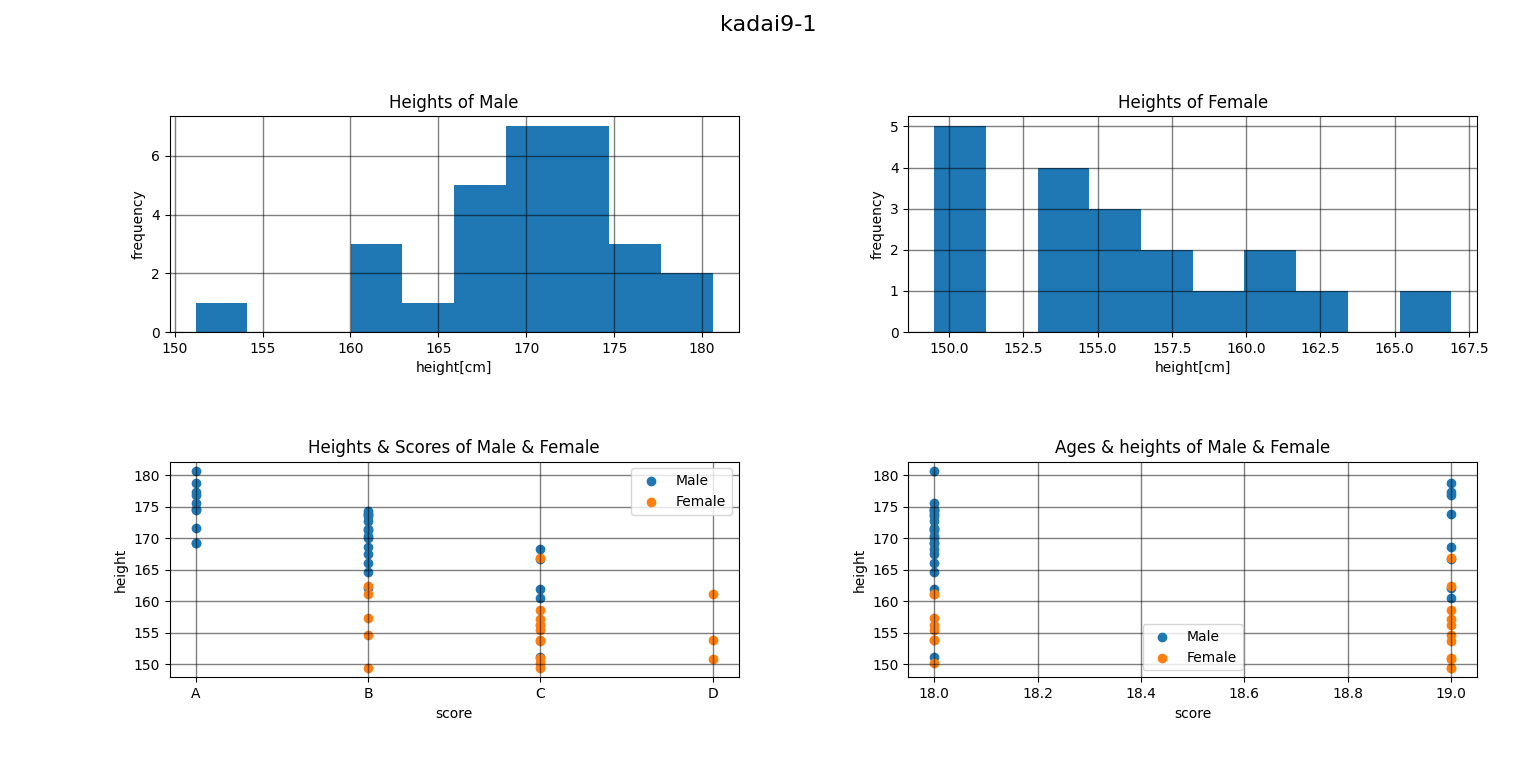 kadai9-1
Heights of Male
6
4
2
0
frequency
150 155 160 165 170 175 180
height[cm]
Heights of Female
5
4
3
2
1
0
frequency
150.0 152.5 155.0 157.5 160.0 162.5 165.0 167.5
height[cm]
Heights & Scores of Male & Female
180
175
170
165
160
155
150
height
Male
Female
A B C D
score
Ages & heights of Male & Female
180
175
170
165
160
155
150
height
Male
Female
18.0 18.2 18.4 18.6 18.8 19.0
score